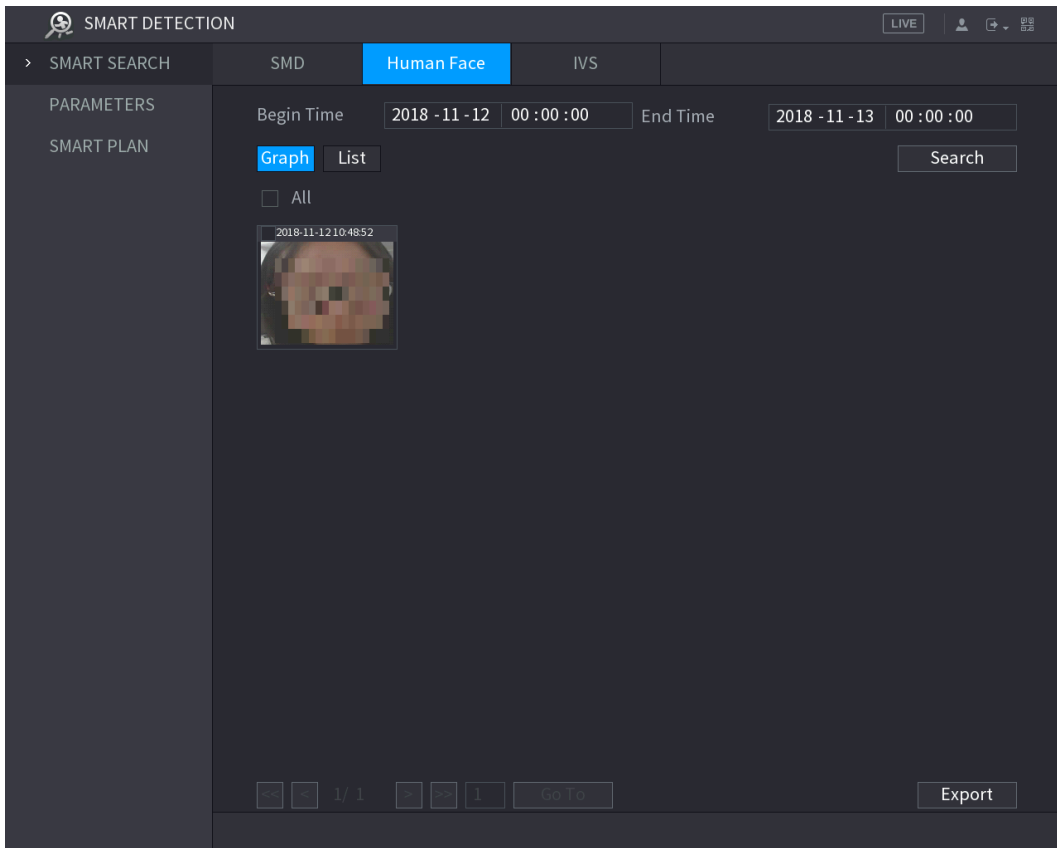 SMART DETECTION
LIVE
SMART SEARCH
PARAMETERS
SMART PLAN
SMD Human Face IVS
Begin Time 2018 -11 -12 00 :00 :00 End Time 2018 -11 -13 00 :00 :00
Graph List Search
All
2018-11-12 10:48:52
<< < 1/ 1 > >> 1 Go To Export